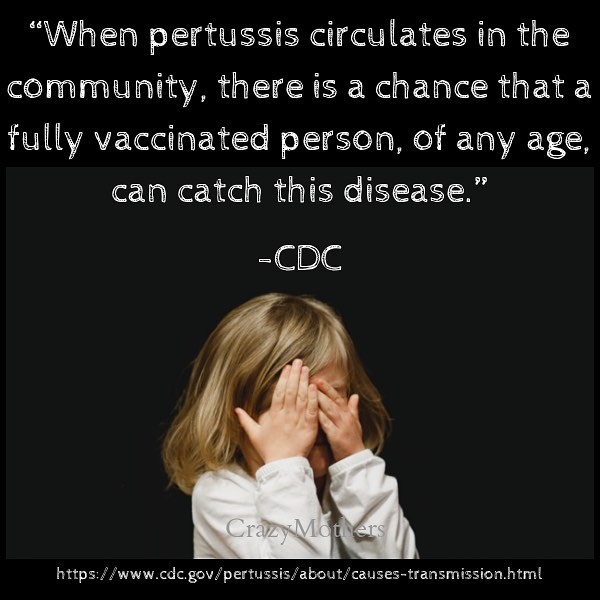 “When pertussis circulates in the
community, there is a chance that a
fully vaccinated person, of any age,
can catch this disease.”
-CDC
CrazyMothers
https://www.cdc.gov/pertussis/about/causes-transmission.html